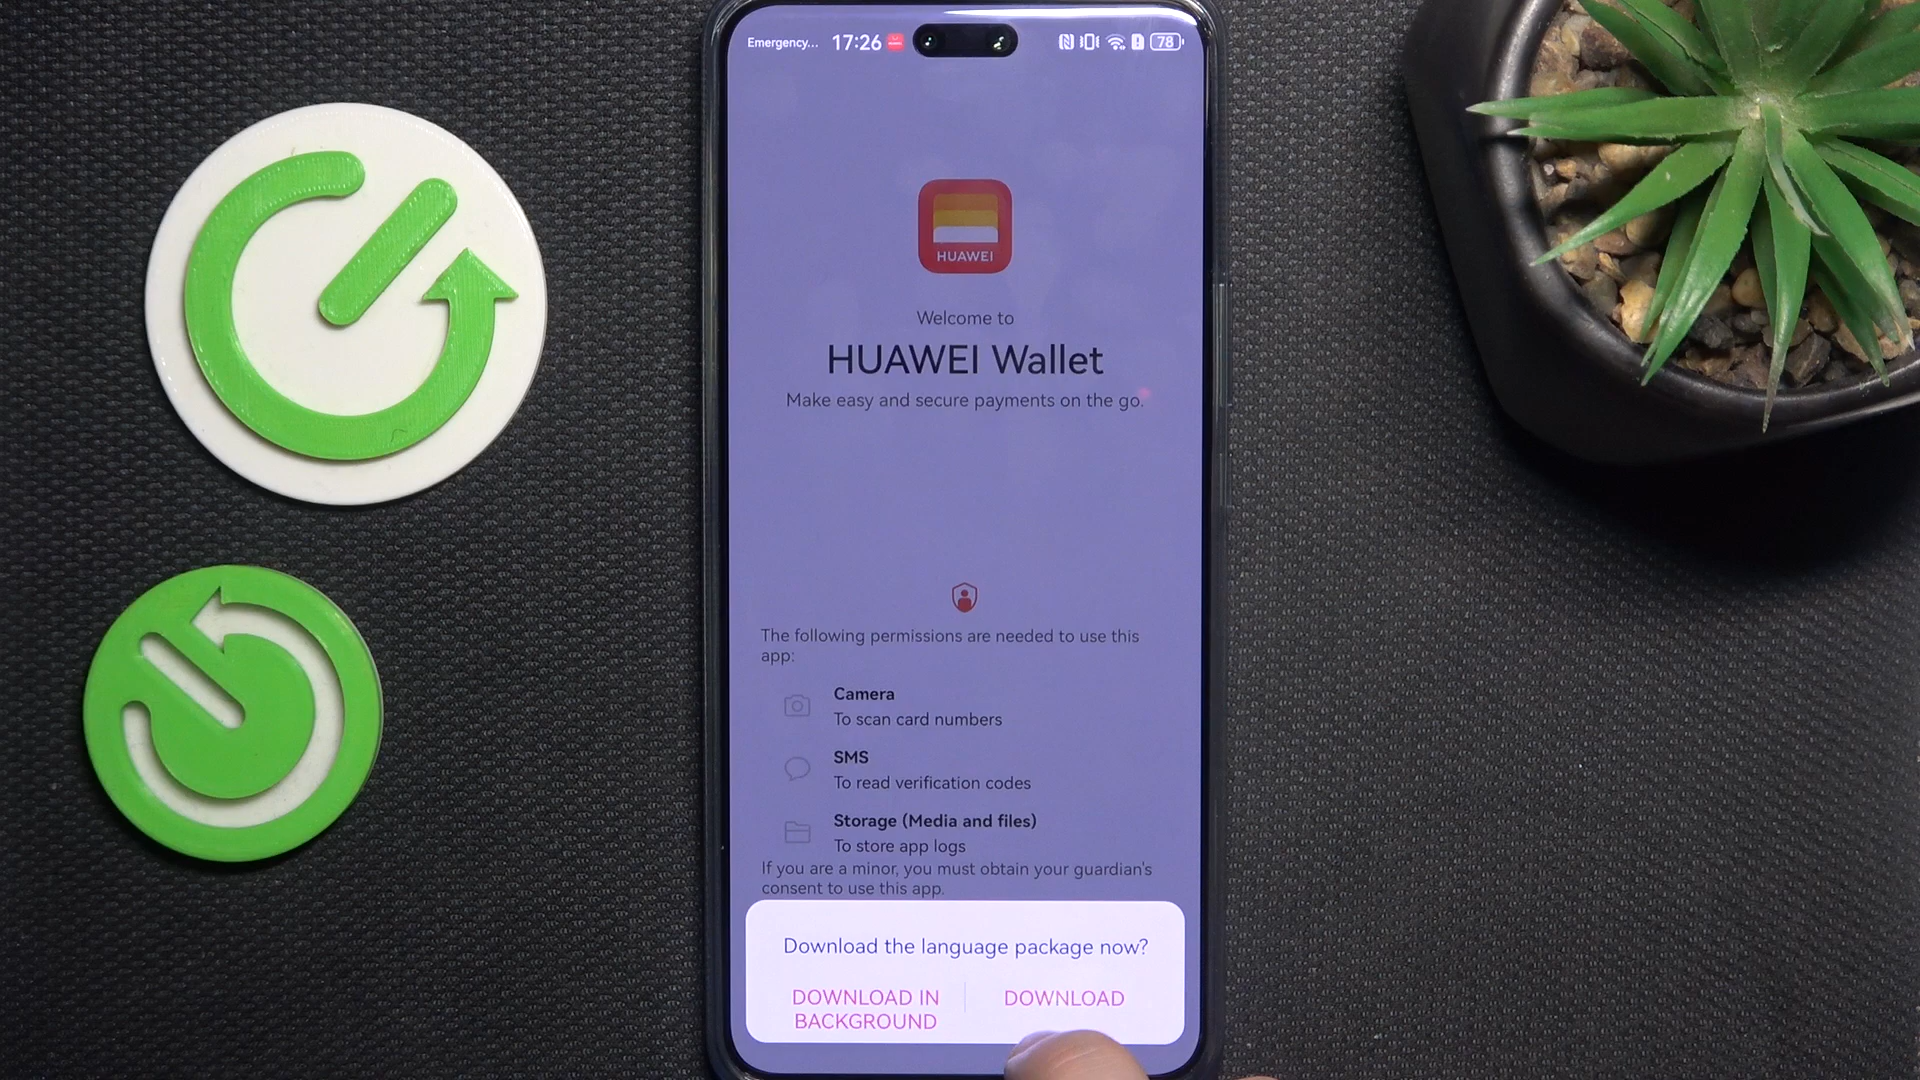 Emergency... 17:26 78
HUAWEI
Welcome to
HUAWEI Wallet
Make easy and secure payments on the go.
The following permissions are needed to use this
app:
Camera
To scan card numbers
SMS
To read verification codes
Storage (Media and files)
To store app logs
If you are a minor, you must obtain your guardian's
consent to use this app.
Download the language package now?
DOWNLOAD IN
BACKGROUND
DOWNLOAD